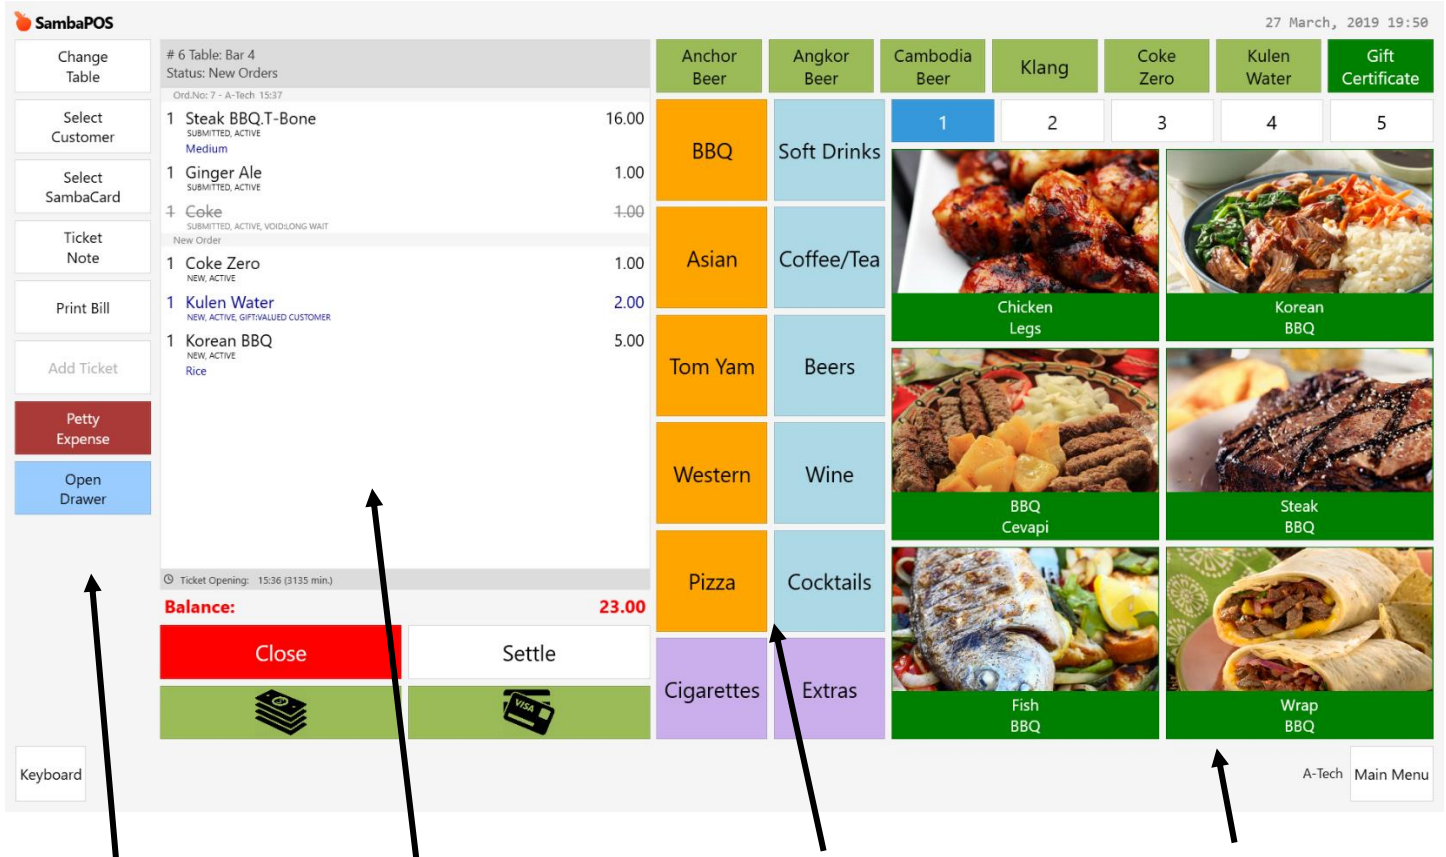 SambaPOS
27 March, 2019 19:50
Change
Table
Select
Customer
Select
SambaCard
Ticket
Note
Print Bill
Add Ticket
Petty
Expense
Open
Drawer
# 6 Table: Bar 4
Status: New Orders
Ord.No: 7 - A-Tech 15:37
1 Steak BBQ.T-Bone 16.00
SUBMITTED, ACTIVE
Medium
1 Ginger Ale 1.00
SUBMITTED, ACTIVE
1 Coke 1.00
SUBMITTED, ACTIVE, VOID:LONG WAIT
New Order
1 Coke Zero 1.00
NEW, ACTIVE
1 Kulen Water 2.00
NEW, ACTIVE, GIFT:VALUED CUSTOMER
1 Korean BBQ 5.00
NEW, ACTIVE
Rice
Ticket Opening: 15:36 (3135 min.)
Balance: 23.00
Close
Settle
VISA
Anchor
Beer
Angkor
Beer
Cambodia
Beer
Klang
Coke
Zero
Kulen
Water
Gift
Certificate
BBQ
Soft Drinks
Asian
Coffee/Tea
Tom Yam
Beers
Western
Wine
Pizza
Cocktails
Cigarettes
Extras
1 2 3 4 5
Chicken
Legs
Korean
BBQ
BBQ
Cevapi
Steak
BBQ
Fish
BBQ
Wrap
BBQ
Keyboard
A-Tech
Main Menu